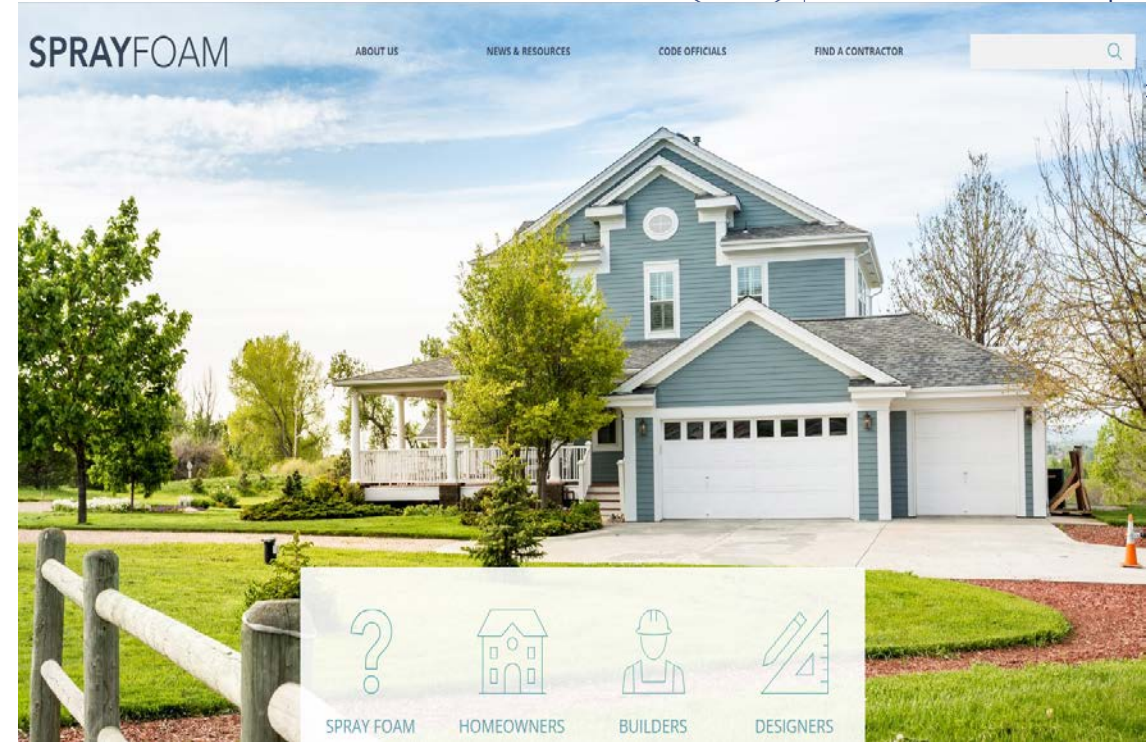 SPRAYFOAM
ABOUT US NEWS & RESOURCES CODE OFFICIALS FIND A CONTRACTOR
SPRAY FOAM HOMEOWNERS BUILDERS DESIGNERS